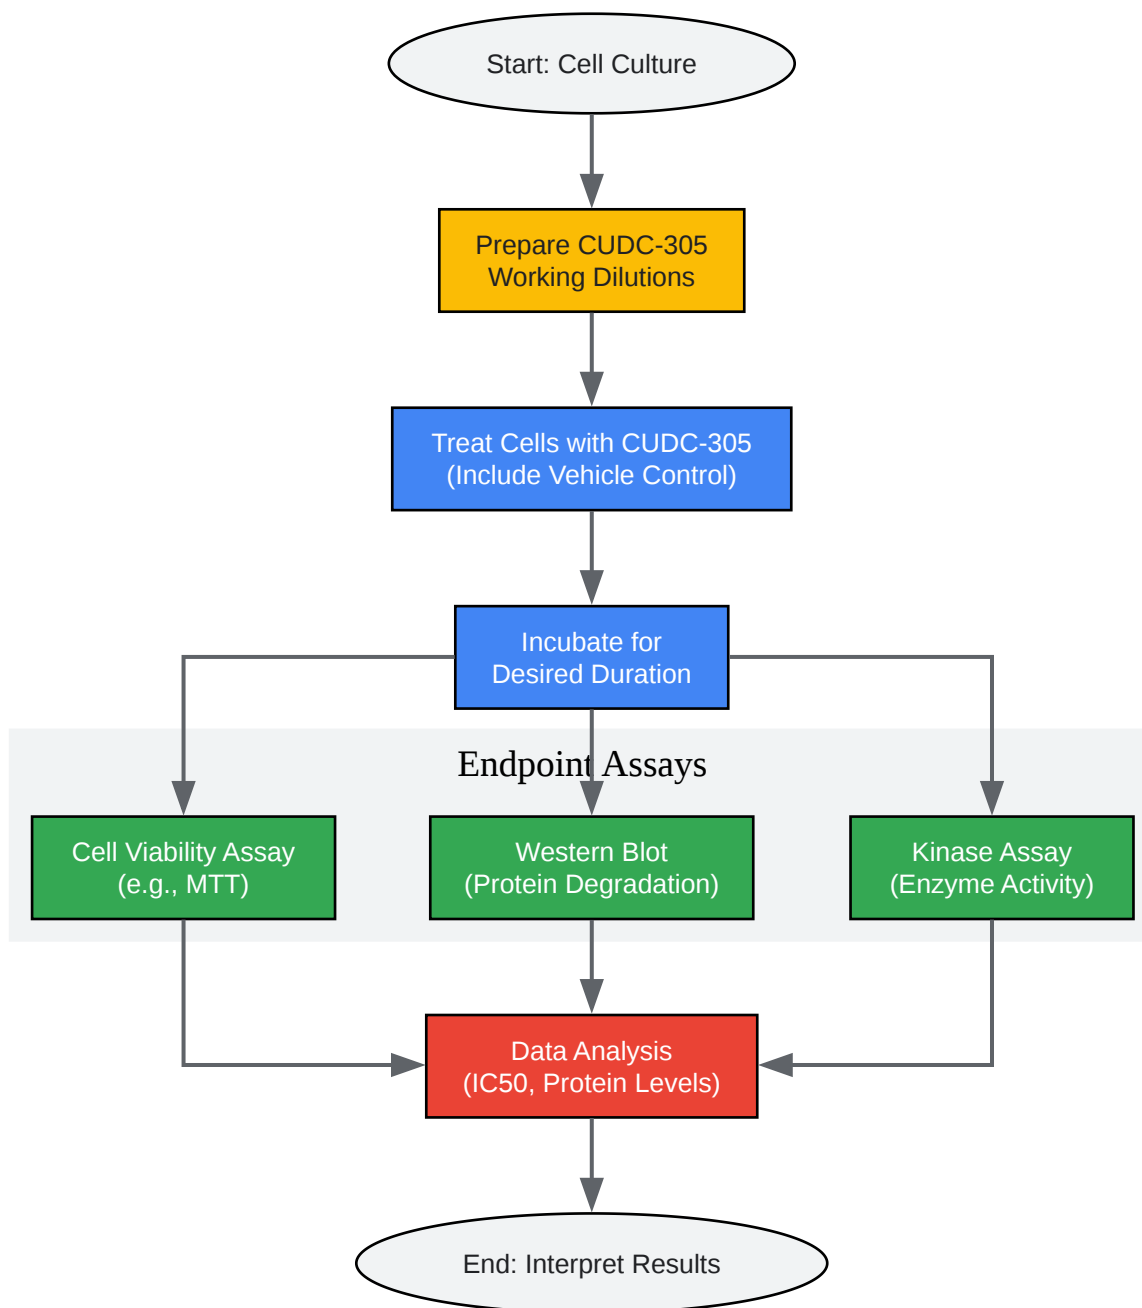 Start: Cell Culture
Prepare CUDC-305
Working Dilutions
Treat Cells with CUDC-305
(Include Vehicle Control)
Incubate for
Desired Duration
Endpoint Assays
Cell Viability Assay
(e.g., MTT)
Western Blot
(Protein Degradation)
Kinase Assay
(Enzyme Activity)
Data Analysis
(IC50, Protein Levels)
End: Interpret Results